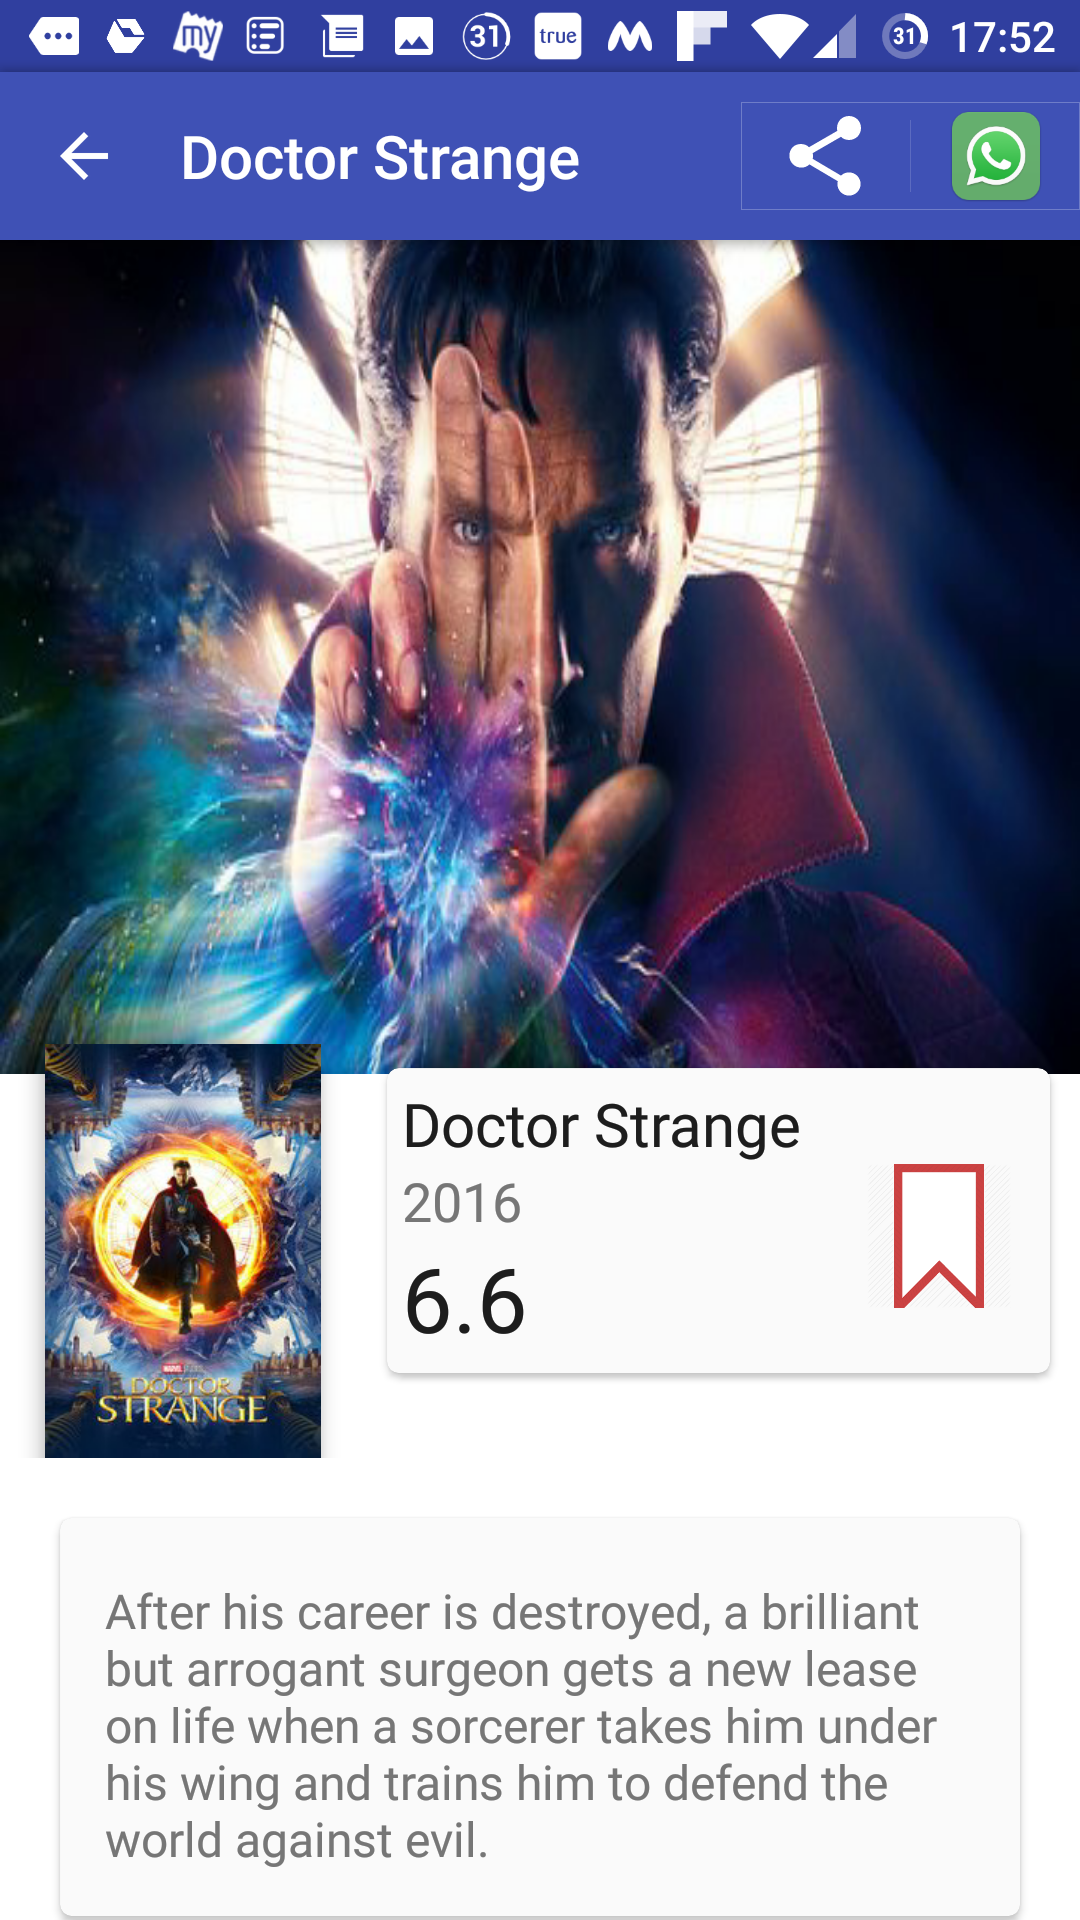 my 31 true 31 17:52
Doctor Strange
MARVEL
DOCTOR
STRANGE
Doctor Strange
2016
6.6
After his career is destroyed, a brilliant
but arrogant surgeon gets a new lease
on life when a sorcerer takes him under
his wing and trains him to defend the
world against evil.